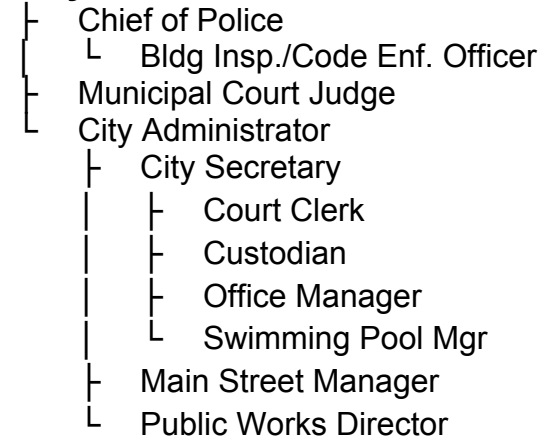 ├ Chief of Police
│ └ Bldg Insp./Code Enf. Officer
├ Municipal Court Judge
└ City Administrator
├ City Secretary
│ ├ Court Clerk
│ ├ Custodian
│ ├ Office Manager
│ └ Swimming Pool Mgr
├ Main Street Manager
└ Public Works Director